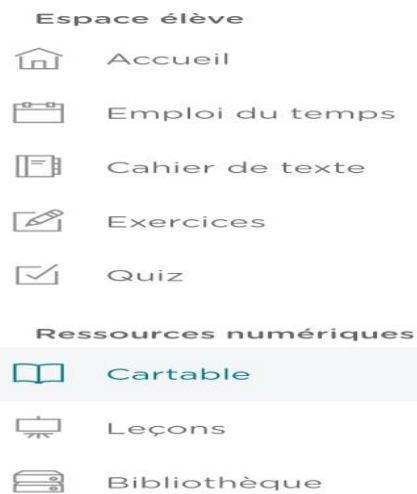 Espace élève
Accueil
Emploi du temps
Cahier de texte
Exercices
Quiz
Ressources numériques
Cartable
Leçons
Bibliothèque